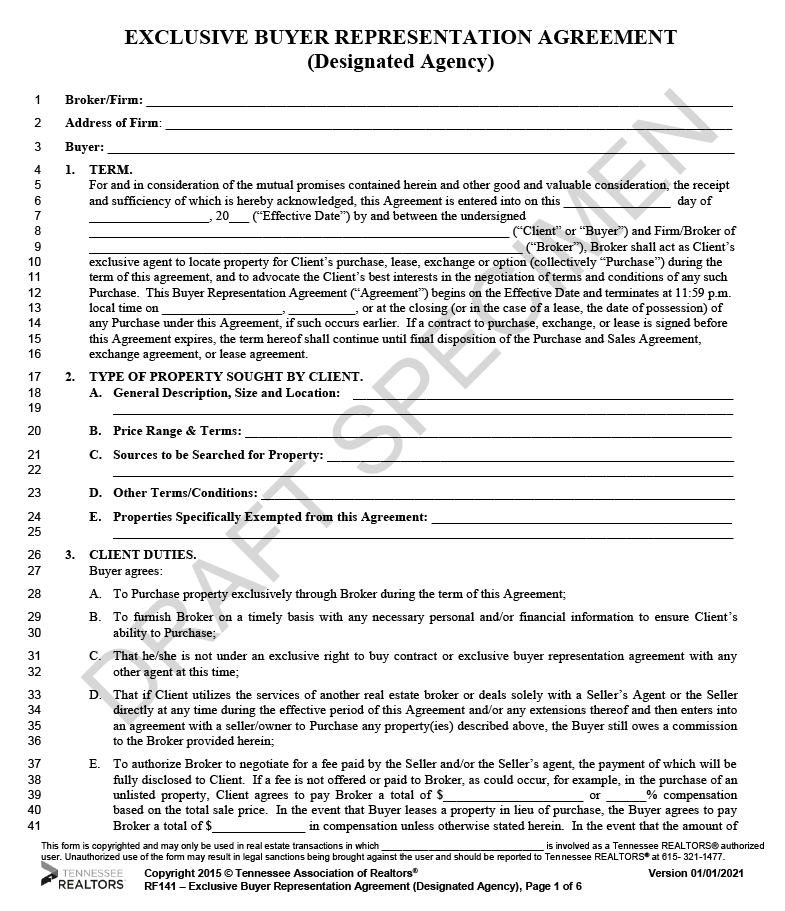 EXCLUSIVE BUYER REPRESENTATION AGREEMENT
(Designated Agency)
1 Broker/Firm: ____________________
2 Address of Firm: ____________________
3 Buyer: ____________________
4 1. TERM.
5 For and in consideration of the mutual promises contained herein and other good and valuable consideration, the receipt
6 and sufficiency of which is hereby acknowledged, this Agreement is entered into on this ________________ day of
7 __________________, 20___ (“Effective Date”) by and between the undersigned
8 ____________________ (“Client” or “Buyer”) and Firm/Broker of
9 ____________________ (“Broker”), Broker shall act as Client’s
10 exclusive agent to locate property for Client’s purchase, lease, exchange or option (collectively “Purchase”) during the
11 term of this agreement, and to advocate the Client’s best interests in the negotiation of terms and conditions of any such
12 Purchase. This Buyer Representation Agreement (“Agreement”) begins on the Effective Date and terminates at 11:59 p.m.
13 local time on __________________, __________, or at the closing (or in the case of a lease, the date of possession) of
14 any Purchase under this Agreement, if such occurs earlier. If a contract to purchase, exchange, or lease is signed before
15 this Agreement expires, the term hereof shall continue until final disposition of the Purchase and Sales Agreement,
16 exchange agreement, or lease agreement.
17 2. TYPE OF PROPERTY SOUGHT BY CLIENT.
18 A. General Description, Size and Location: ____________________
19 ____________________
20 B. Price Range & Terms: ____________________
21 C. Sources to be Searched for Property: ____________________
22 ____________________
23 D. Other Terms/Conditions: ____________________
24 E. Properties Specifically Exempted from this Agreement: ____________________
25 ____________________
26 3. CLIENT DUTIES.
27 Buyer agrees:
28 A. To Purchase property exclusively through Broker during the term of this Agreement;
29 B. To furnish Broker on a timely basis with any necessary personal and/or financial information to ensure Client’s
30 ability to Purchase;
31 C. That he/she is not under an exclusive right to buy contract or exclusive buyer representation agreement with any
32 other agent at this time;
33 D. That if Client utilizes the services of another real estate broker or deals solely with a Seller’s Agent or the Seller
34 directly at any time during the effective period of this Agreement and/or any extensions thereof and then enters into
35 an agreement with a seller/owner to Purchase any property(ies) described above, the Buyer still owes a commission
36 to the Broker provided herein;
37 E. To authorize Broker to negotiate for a fee paid by the Seller and/or the Seller’s agent, the payment of which will be
38 fully disclosed to Client. If a fee is not offered or paid to Broker, as could occur, for example, in the purchase of an
39 unlisted property, Client agrees to pay Broker a total of $____________________ or ______% compensation
40 based on the total sale price. In the event that Buyer leases a property in lieu of purchase, the Buyer agrees to pay
41 Broker a total of $______________ in compensation unless otherwise stated herein. In the event that the amount of
DRAFT SPECIMEN
This form is copyrighted and may only be used in real estate transactions in which ____________________ is involved as a Tennessee REALTORS® authorized
user. Unauthorized use of the form may result in legal sanctions being brought against the user and should be reported to Tennessee REALTORS® at 615- 321-1477.
TENNESSEE
REALTORS
Copyright 2015 © Tennessee Association of Realtors® Version 01/01/2021
RF141 – Exclusive Buyer Representation Agreement (Designated Agency), Page 1 of 6